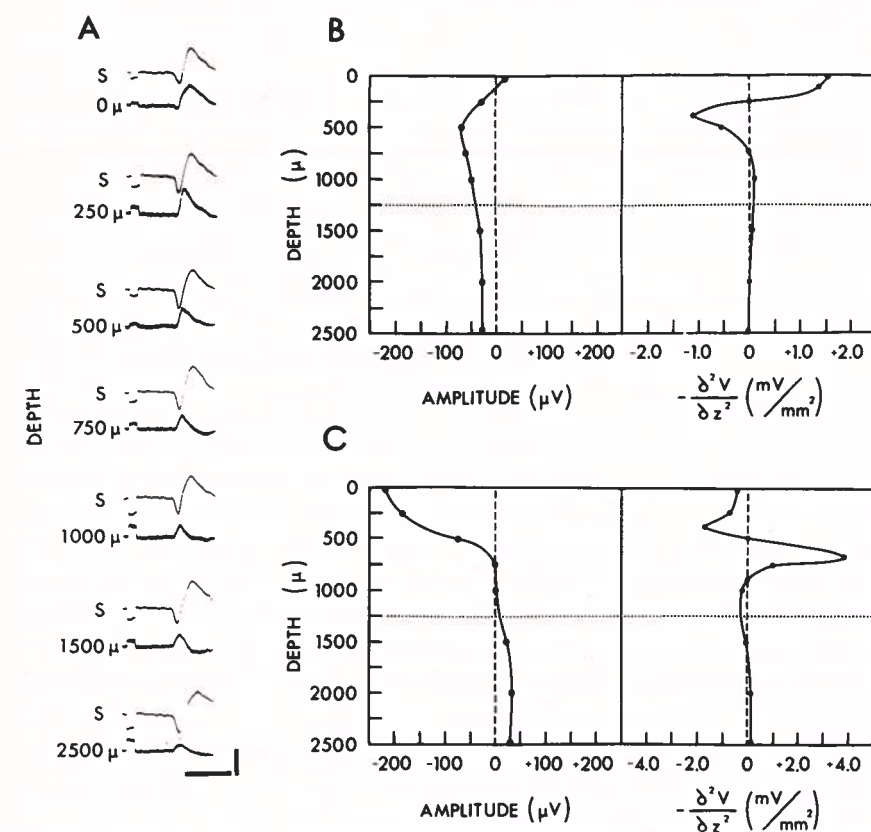 A
S
0 μ
S
250 μ
S
500 μ
S
750 μ
S
1000 μ
S
1500 μ
S
2500 μ
DEPTH
B
0
500
1000
1500
2000
2500
DEPTH (μ)
-200 -100 0 +100 +200
-2.0 -1.0 0 +1.0 +2.0
AMPLITUDE (μV)
- δ²V / δz² (mV/mm²)
C
0
500
1000
1500
2000
2500
DEPTH (μ)
-200 -100 0 +100 +200
-4.0 -2.0 0 +2.0 +4.0
AMPLITUDE (μV)
- δ²V / δz² (mV/mm²)